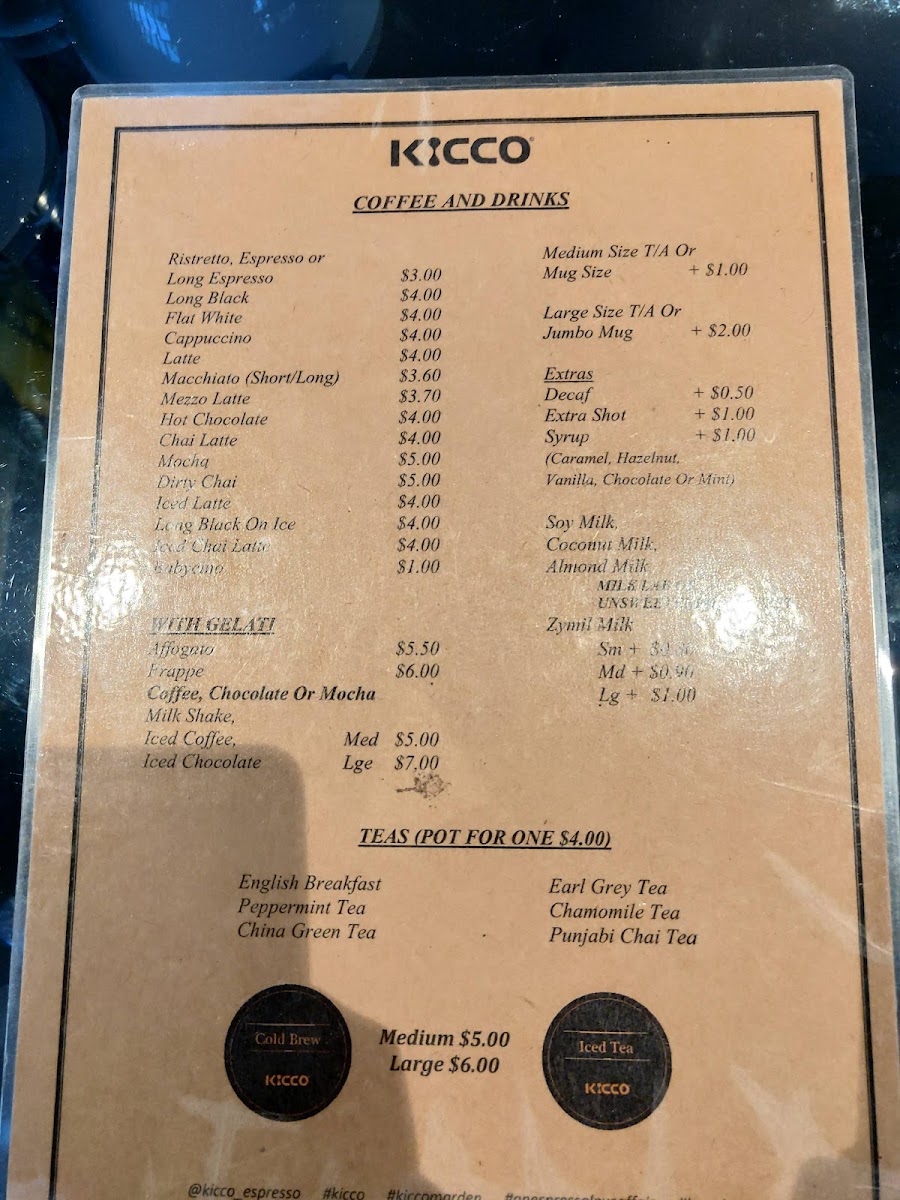 KICCO
COFFEE AND DRINKS
Ristretto, Espresso or
Long Espresso $3.00
Long Black $4.00
Flat White $4.00
Cappuccino $4.00
Latte $4.00
Macchiato (Short/Long) $3.60
Mezzo Latte $3.70
Hot Chocolate $4.00
Chai Latte $4.00
Mocha $5.00
Dirty Chai $5.00
Iced Latte $4.00
Long Black On Ice $4.00
Iced Chai Latte $4.00
Babycino $1.00
WITH GELATI
Affogato $5.50
Frappe $6.00
Coffee, Chocolate Or Mocha
Milk Shake,
Iced Coffee, Med $5.00
Iced Chocolate Lge $7.00
Medium Size T/A Or
Mug Size + $1.00
Large Size T/A Or
Jumbo Mug + $2.00
Extras
Decaf + $0.50
Extra Shot + $1.00
Syrup + $1.00
(Caramel, Hazelnut,
Vanilla, Chocolate Or Mint)
Soy Milk,
Coconut Milk,
Almond Milk
MILK LAB
Zymil Milk
Sm +
Md + $0.90
Lg + $1.00
TEAS (POT FOR ONE $4.00)
English Breakfast
Peppermint Tea
China Green Tea
Earl Grey Tea
Chamomile Tea
Punjabi Chai Tea
Cold Brew
KICCO
Medium $5.00
Large $6.00
Iced Tea
KICCO
@kicco_espresso #kicco #kiccomarden